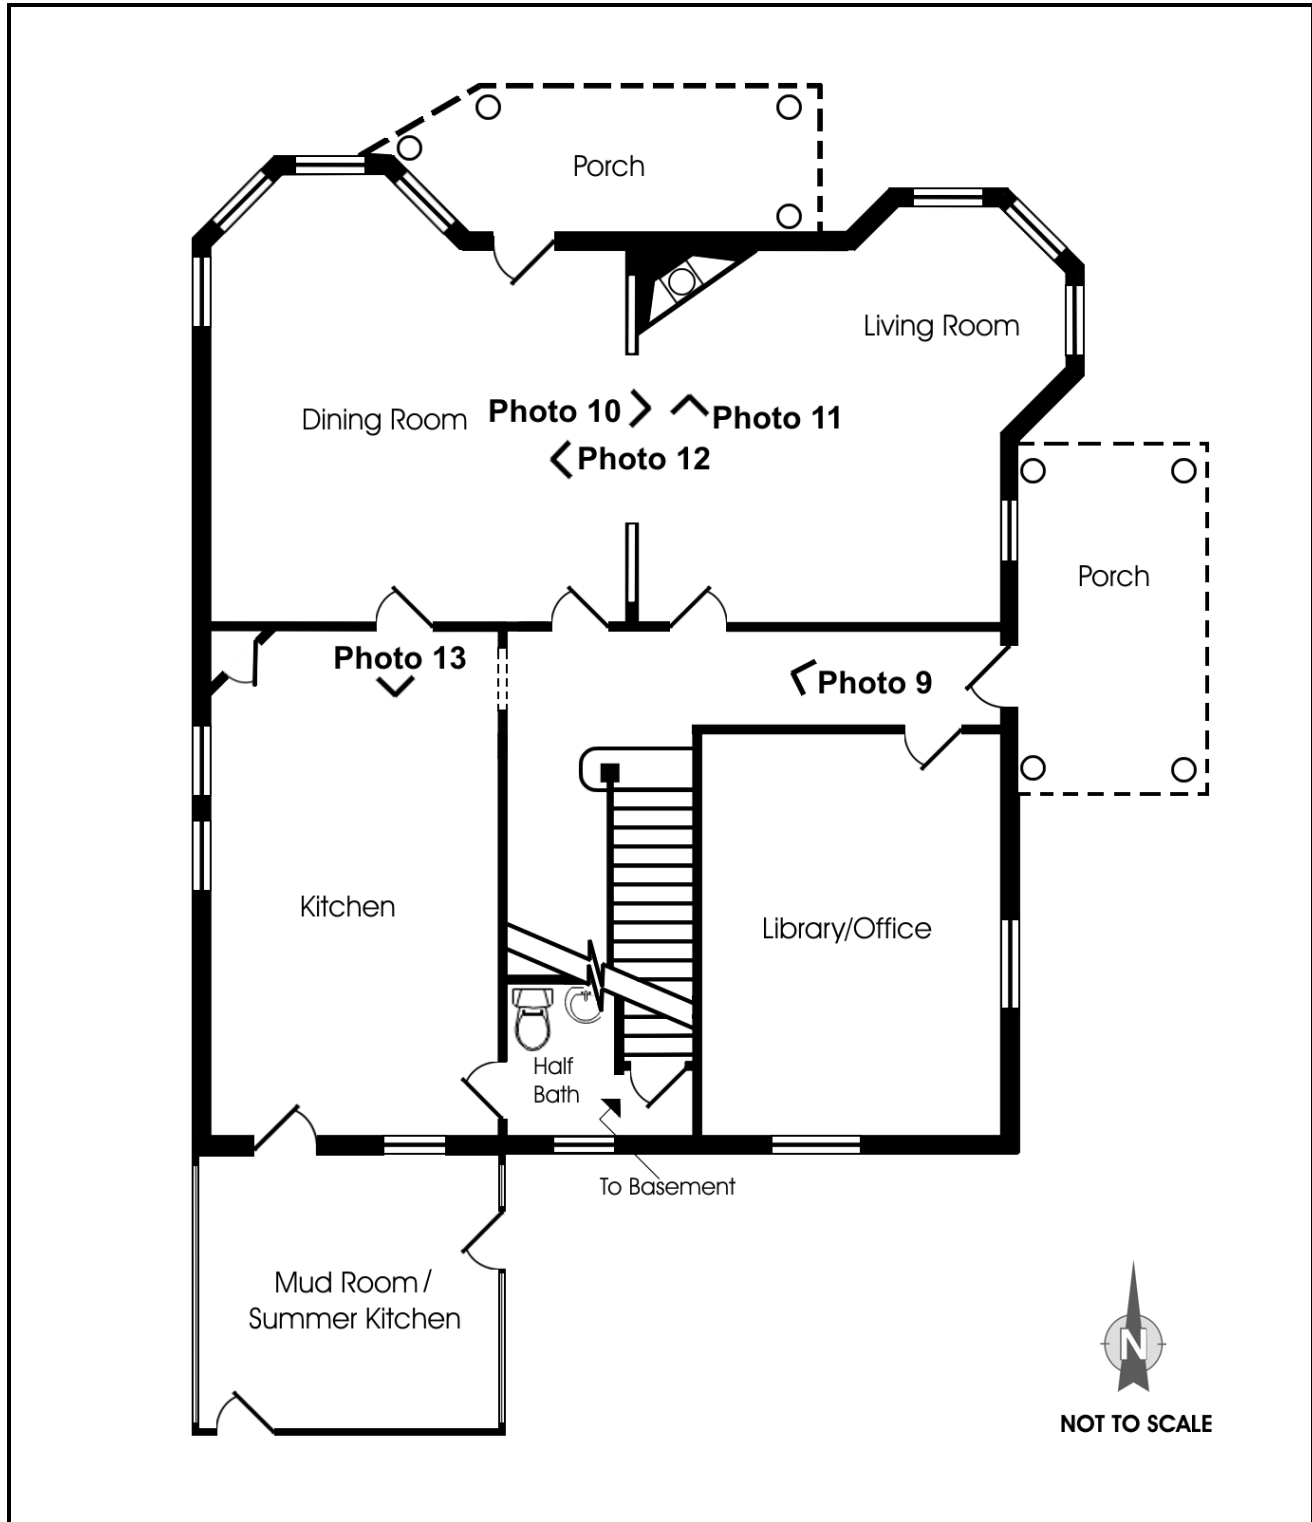 Porch
Living Room
Dining Room
Photo 10
Photo 11
Photo 12
Porch
Photo 13
Photo 9
Kitchen
Library/Office
Half
Bath
To Basement
Mud Room/
Summer Kitchen
N
NOT TO SCALE